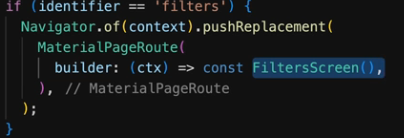 if (identifier == 'filters') {
Navigator.of(context).pushReplacement(
MaterialPageRoute(
builder: (ctx) => const FiltersScreen(),
), // MaterialPageRoute
);
}